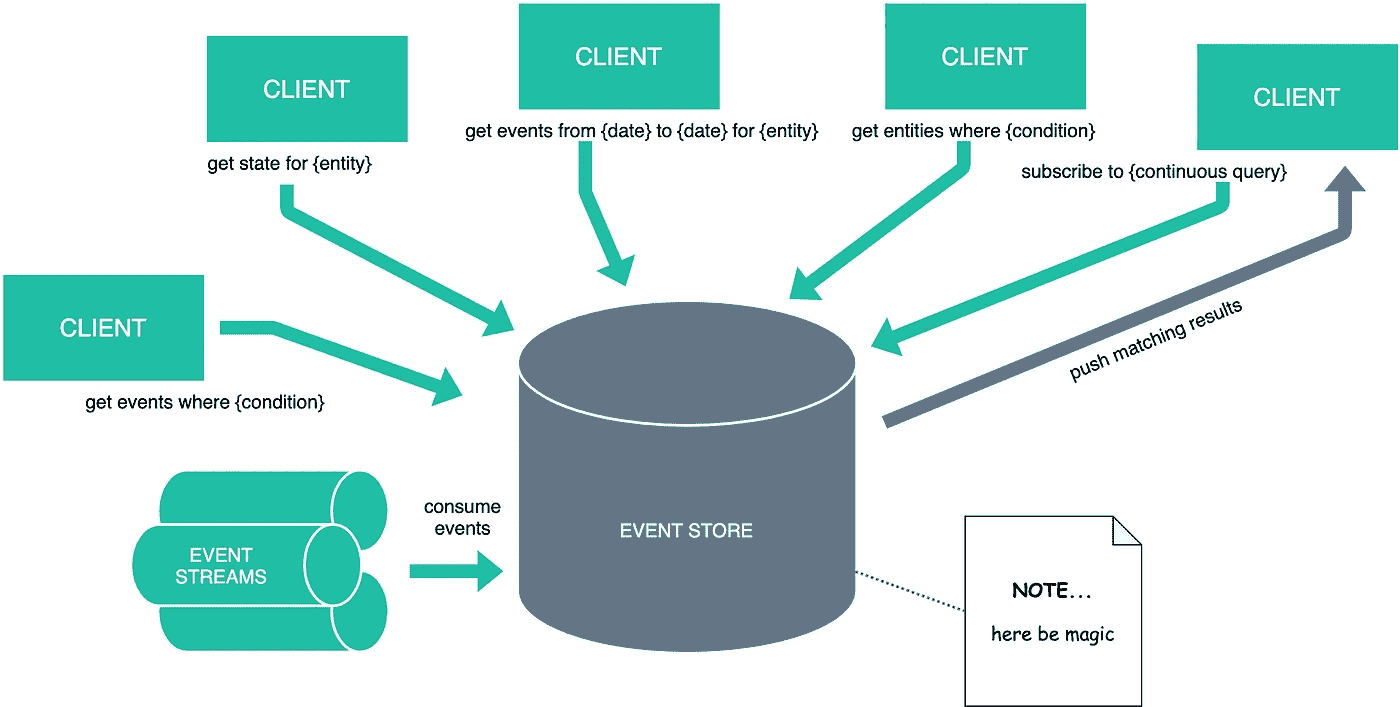 CLIENT
get events from {date} to {date} for {entity}
CLIENT
get entities where {condition}
CLIENT
get state for {entity}
CLIENT
subscribe to {continuous query}
CLIENT
get events where {condition}
push matching results
consume
events
EVENT
STREAMS
EVENT STORE
NOTE...
here be magic